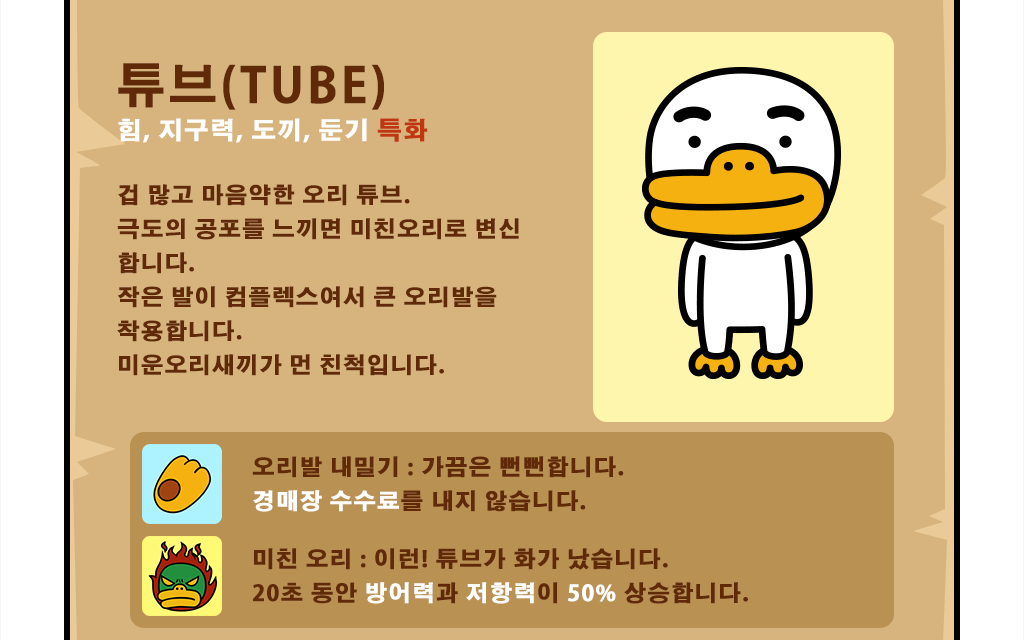 튜브(TUBE)
힘, 지구력, 도끼, 둔기 특화
겁 많고 마음약한 오리 튜브.
극도의 공포를 느끼면 미친오리로 변신
합니다.
작은 발이 컴플렉스여서 큰 오리발을
착용합니다.
미운오리새끼가 먼 친척입니다.
오리발 내밀기 : 가끔은 뻔뻔합니다.
경매장 수수료를 내지 않습니다.
미친 오리 : 이런! 튜브가 화가 났습니다.
20초 동안 방어력과 저항력이 50% 상승합니다.